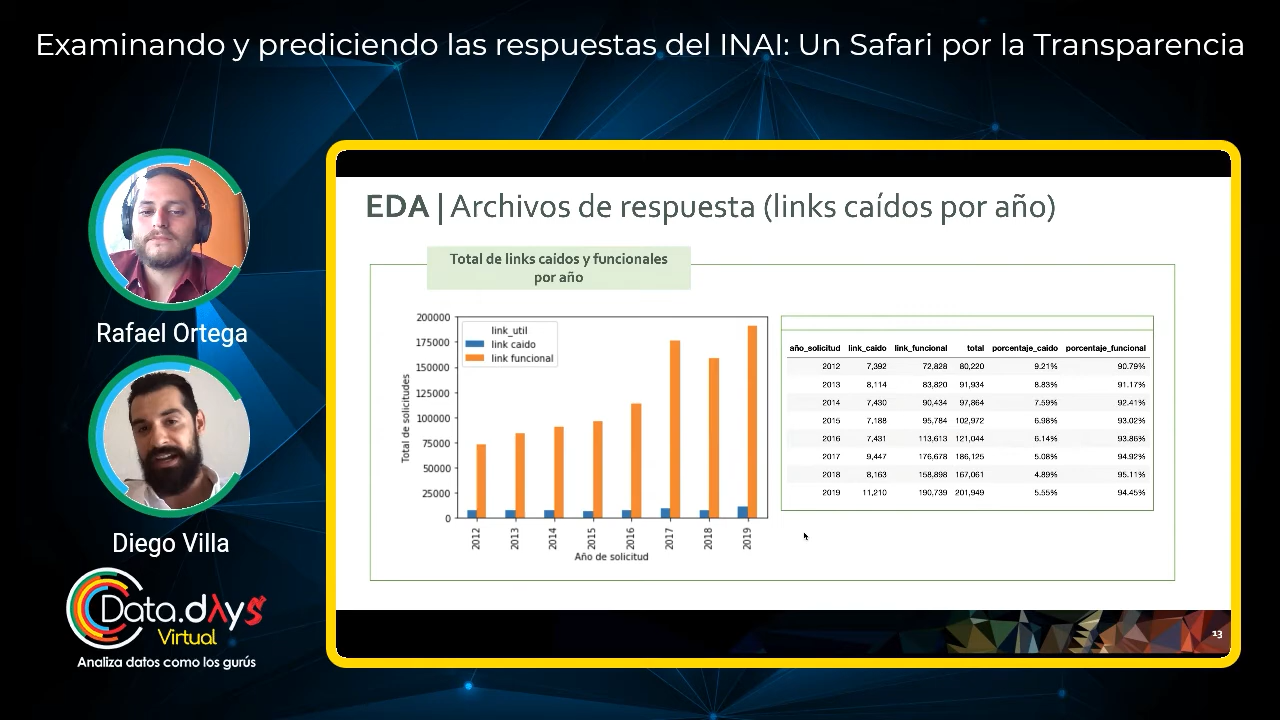 Examinando y prediciendo las respuestas del INAI: Un Safari por la Transparencia
Rafael Ortega
Diego Villa
Data.dAys
Virtual
Analiza datos como los gurús
EDA | Archivos de respuesta (links caídos por año)
Total de links caidos y funcionales
por año
Total de solicitudes
200000
175000
150000
125000
100000
75000
50000
25000
0
link_util
link caido
link funcional
2012 2013 2014 2015 2016 2017 2018 2019
Año de solicitud
año_solicitud link_caido link_funcional total porcentaje_caido porcentaje_funcional
2012 7,392 72,828 80,220 9.21% 90.79%
2013 8,114 83,820 91,934 8.83% 91.17%
2014 7,430 90,434 97,864 7.59% 92.41%
2015 7,188 95,784 102,972 6.98% 93.02%
2016 7,431 113,613 121,044 6.14% 93.86%
2017 9,447 176,678 186,125 5.08% 94.92%
2018 8,163 158,898 167,061 4.89% 95.11%
2019 11,210 190,739 201,949 5.55% 94.45%
13